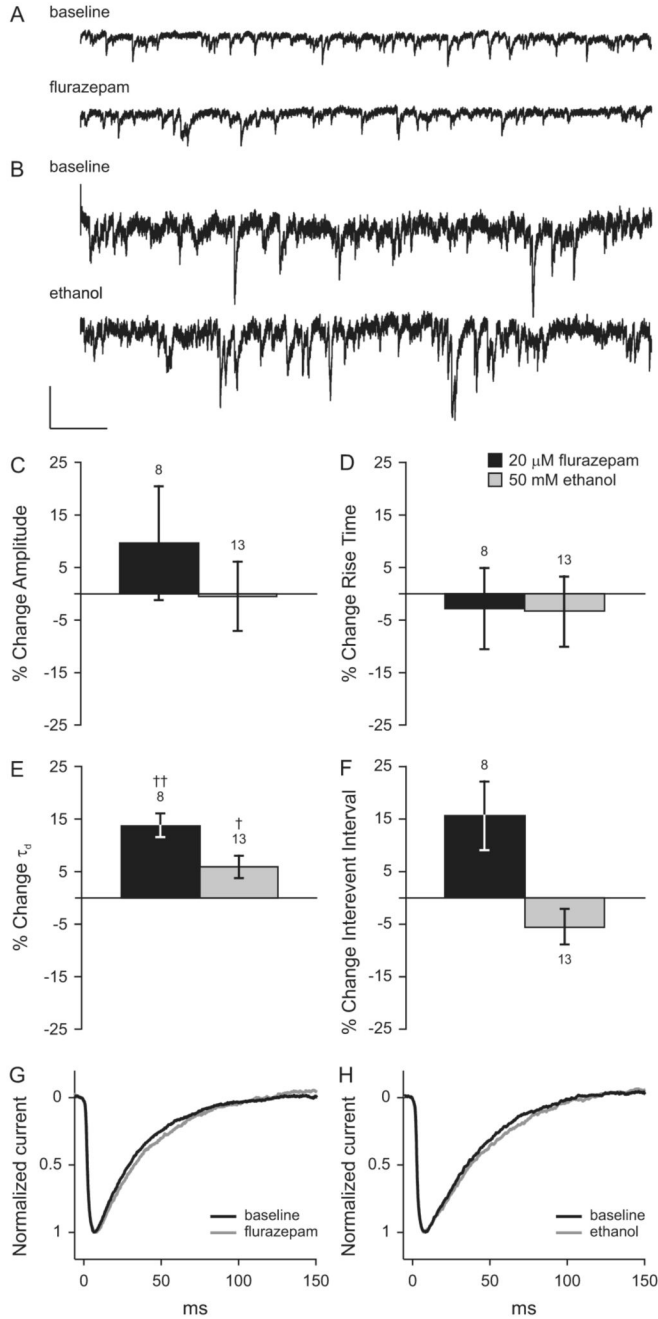 A
baseline
flurazepam
B
baseline
ethanol
C
% Change Amplitude
25
15
5
-5
-15
-25
8
13
D
20 μM flurazepam
50 mM ethanol
% Change Rise Time
25
15
5
-5
-15
-25
8
13
E
% Change τd
25
15
5
-5
-15
-25
††
8
†
13
F
% Change Interevent Interval
25
15
5
-5
-15
-25
8
13
G
Normalized current
0
0.5
1
baseline
flurazepam
0 50 100 150
ms
H
Normalized current
0
0.5
1
baseline
ethanol
0 50 100 150
ms